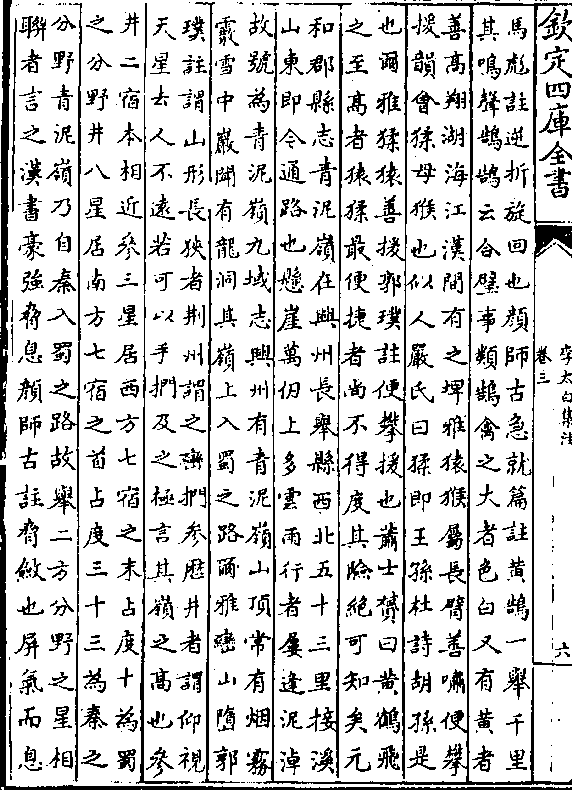 欽定四庫全書
李太白集注
卷三
六
馬彪註逆折旋回也顔師古急就篇註黄鵠一舉千里
其鳴聲鵠鵠云合璧事類鵠禽之大者色白又有黄者
善髙翔湖海江漢間有之埤雅猿猴屬長臂善嘯便攀
援韻會猱母猴也似人嚴氏曰猱即王孫杜詩胡孫是
也爾雅猱猿善援郭璞註便攀援也蕭士贇曰黄鶴飛
之至髙者猿猱最便捷者尚不得度其險絶可知矣元
和郡縣志青泥嶺在興州長舉縣西北五十三里接溪
山東即今通路也懸崖萬仞上多雲雨行者屢逢泥淖
故號為青泥嶺九域志興州有青泥嶺山頂常有烟霧
霰雪中巖間有龍洞其嶺上入蜀之路爾雅巒山墮郭
璞註謂山形長狹者荆州謂之巒捫參歴井者謂仰視
天星去人不逺若可以手捫及之極言其嶺之髙也參
井二宿本相近參三星居西方七宿之末占度十為蜀
之分野井八星居南方七宿之首占度三十三為秦之
分野青泥嶺乃自秦入蜀之路故舉二方分野之星相
聯者言之漢書豪强脅息顔師古註脅斂也屏氣而息